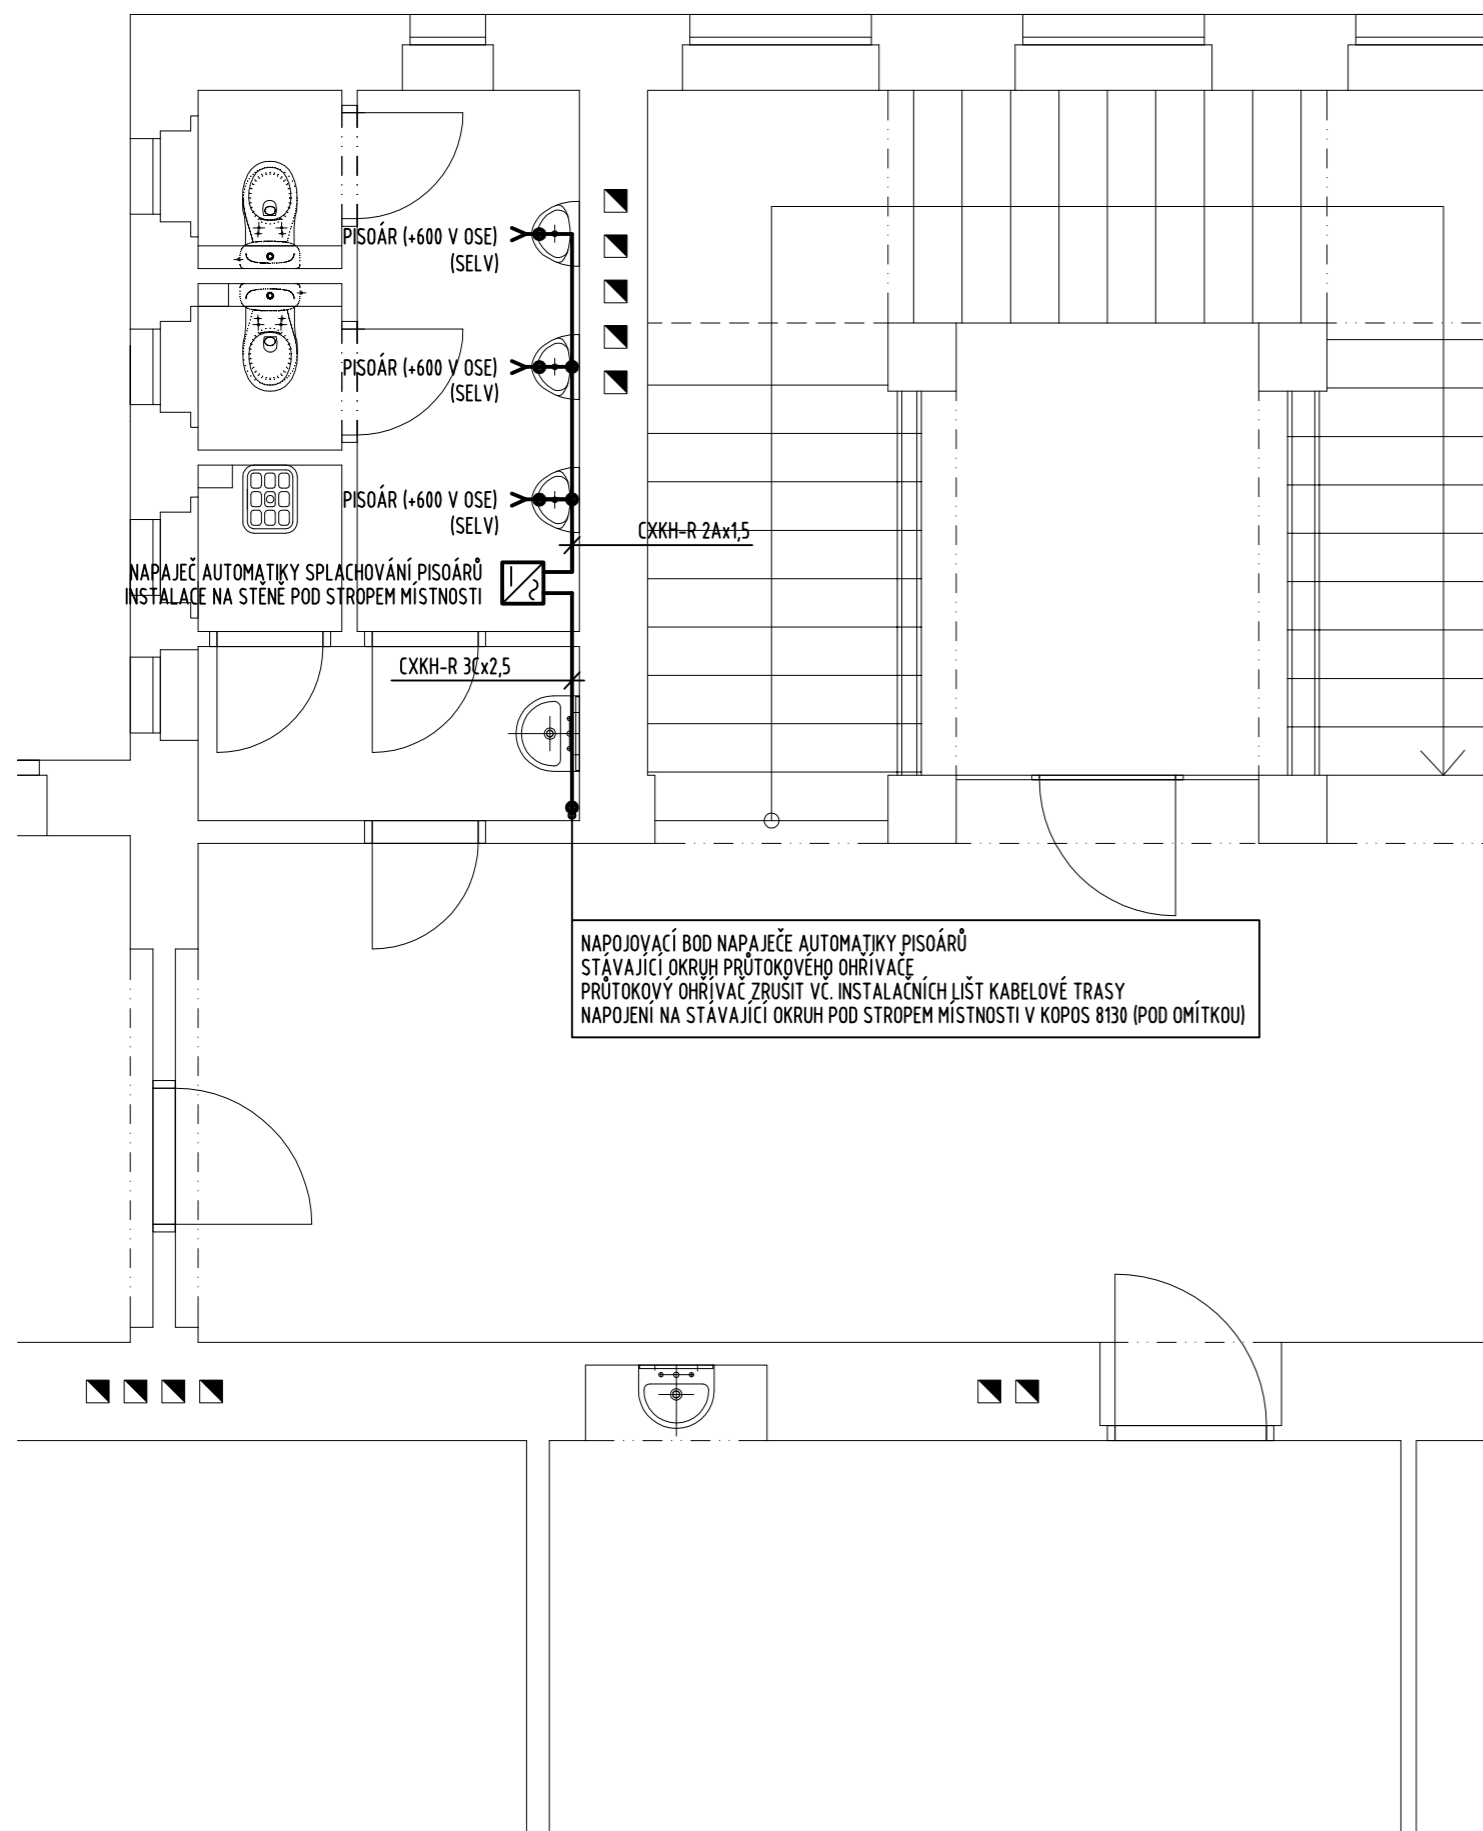 PISOÁR (+600 V OSE)
(SELV)
PISOÁR (+600 V OSE)
(SELV)
PISOÁR (+600 V OSE)
(SELV)
CXKH-R 2Ax1,5
NAPAJEČ AUTOMATIKY SPLACHOVÁNÍ PISOÁRŮ
INSTALACE NA STĚNĚ POD STROPEM MÍSTNOSTI
CXKH-R 3Cx2,5
NAPOJOVACÍ BOD NAPAJEČE AUTOMATIKY PISOÁRŮ
STÁVAJÍCÍ OKRUH PRŮTOKOVÉHO OHŘÍVAČE
PRŮTOKOVÝ OHŘÍVAČ ZRUŠIT VČ. INSTALAČNÍCH LIŠT KABELOVÉ TRASY
NAPOJENÍ NA STÁVAJÍCÍ OKRUH POD STROPEM MÍSTNOSTI V KOPOS 8130 (POD OMÍTKOU)